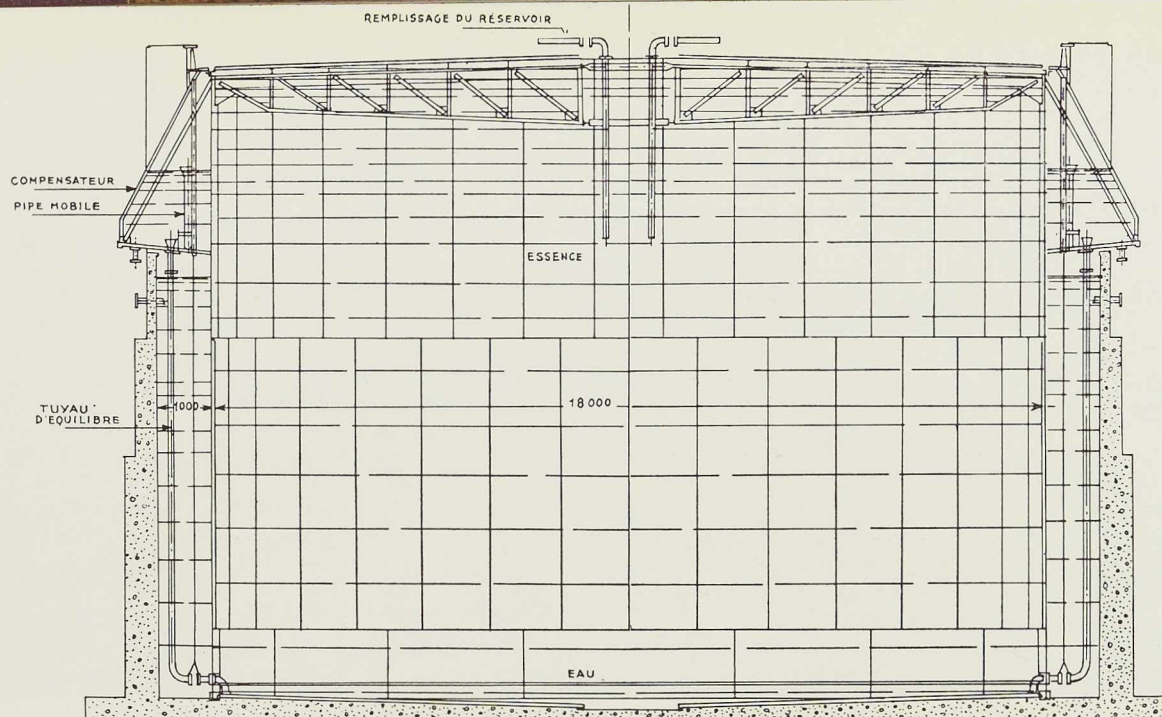 REMPLISSAGE DU RÉSERVOIR
COMPENSATEUR
PIPE MOBILE
ESSENCE
TUYAU
D'EQUILIBRE
1000
18000
EAU